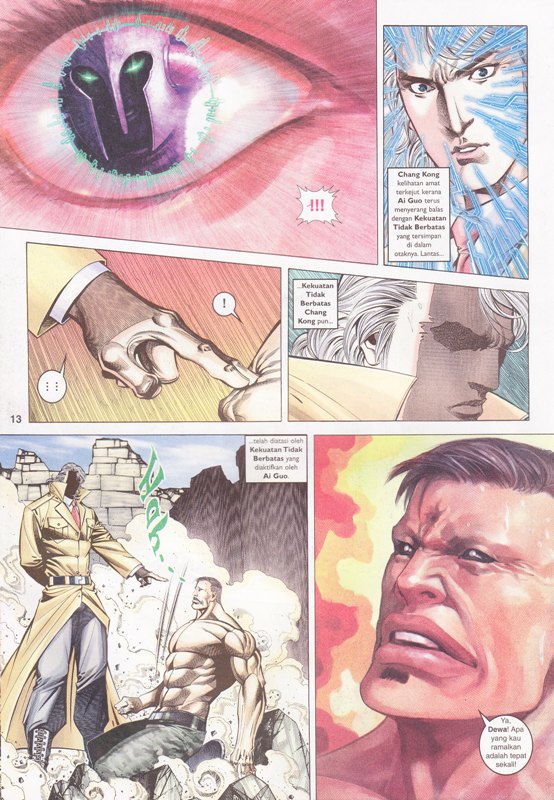 !!!
Chang Kong
kelihatan amat
terkejut kerana
Ai Guo terus
menyerang balas
dengan Kekuatan
Tidak Berbatas
yang tersimpan
di dalam
otaknya. Lantas...
!
...Kekuatan
Tidak
Berbatas
Chang
Kong pun...
13
...telah diatasi oleh
Kekuatan Tidak
Berbatas yang
diaktifkan oleh
Ai Guo.
Ya,
Dewa! Apa
yang kau
ramalkan
adalah tepat
sekali!